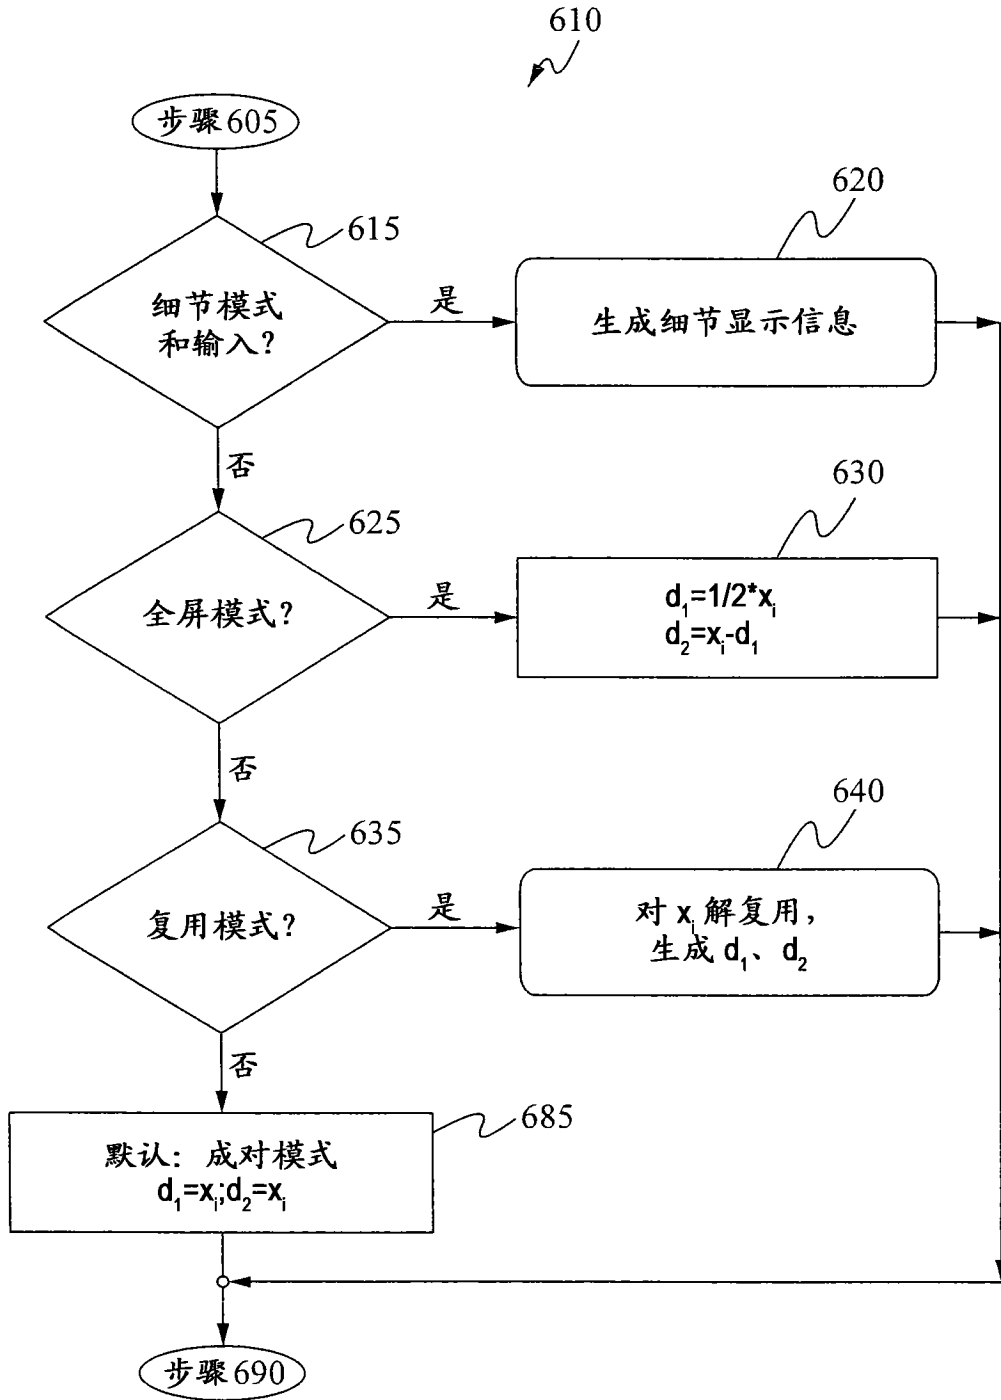 610
步骤605
615
细节模式
和输入?
是
620
生成细节显示信息
否
625
全屏模式?
是
630
d₁=1/2*xᵢ
d₂=xᵢ-d₁
否
635
复用模式?
是
640
对 xᵢ 解复用,
生成 d₁、d₂
否
685
默认: 成对模式
d₁=xᵢ;d₂=xᵢ
步骤690